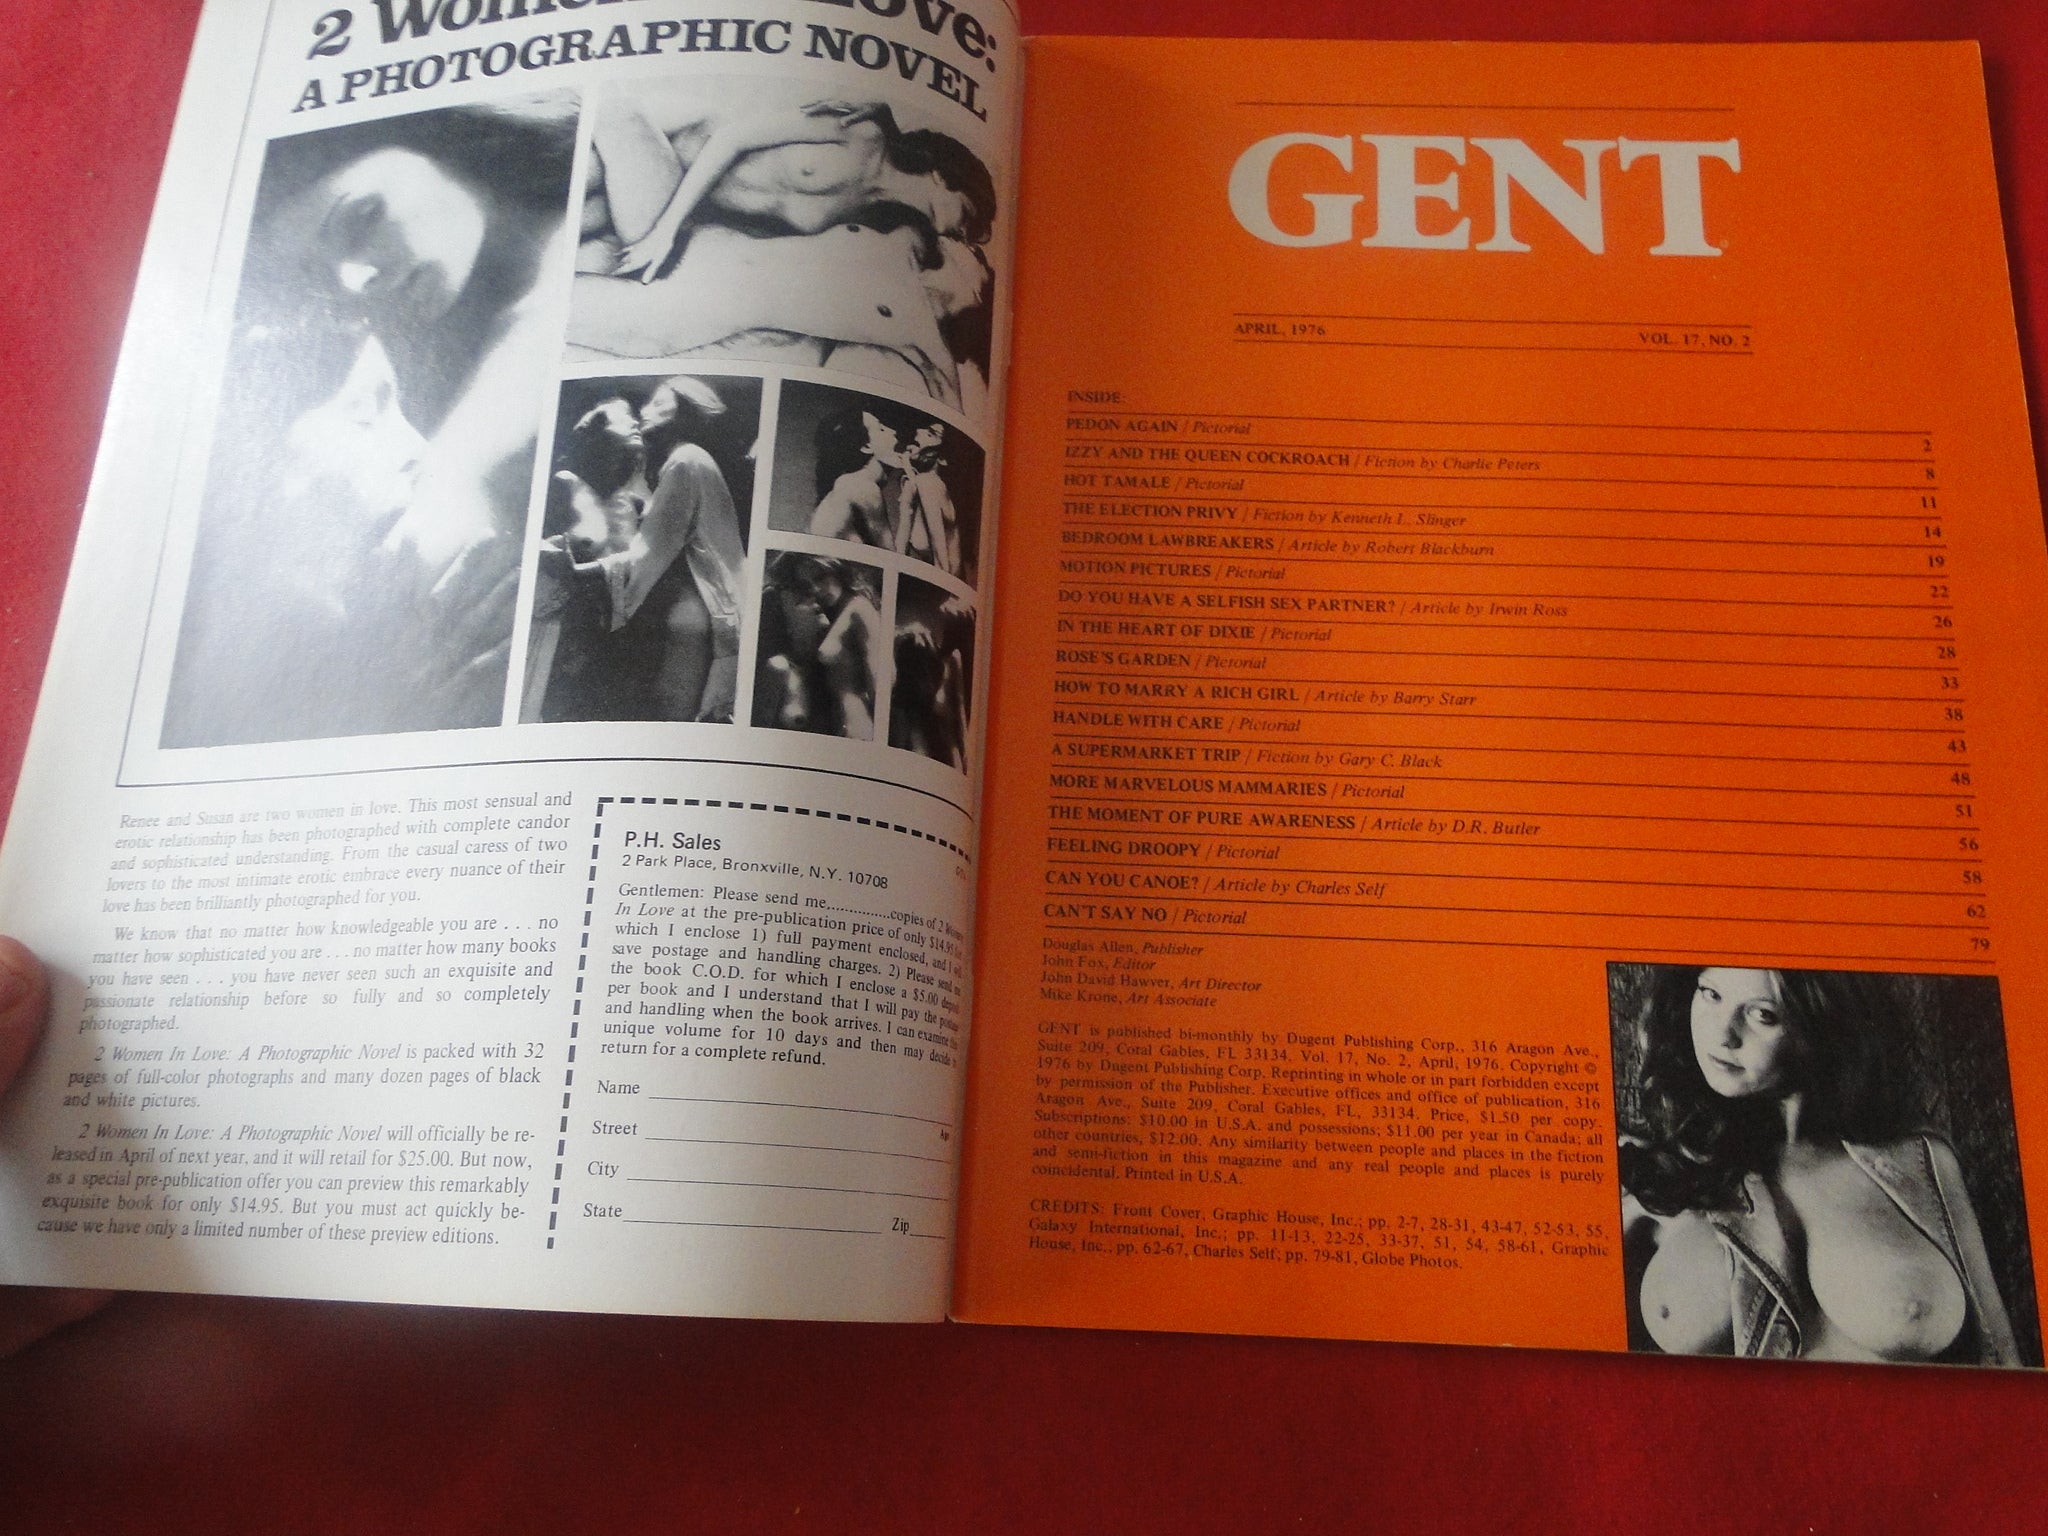 2 Women Love:
A PHOTOGRAPHIC NOVEL
Renee and Susan are two women in love. This most sensual and
erotic relationship has been photographed with complete candor
and sophisticated understanding. From the casual caress of two
lovers to the most intimate erotic embrace every nuance of their
love has been brilliantly photographed for you.
We know that no matter how knowledgeable you are . . . no
matter how sophisticated you are . . . no matter how many books
you have seen . . . you have never seen such an exquisite and
passionate relationship before so fully and so completely
photographed.
2 Women In Love: A Photographic Novel is packed with 32
pages of full-color photographs and many dozen pages of black
and white pictures.
2 Women In Love: A Photographic Novel will officially be re-
leased in April of next year, and it will retail for $25.00. But now,
as a special pre-publication offer you can preview this remarkably
exquisite book for only $14.95. But you must act quickly be-
cause we have only a limited number of these preview editions.
P.H. Sales
2 Park Place, Bronxville, N.Y. 10708
Gentlemen: Please send me...............copies of 2 Women
In Love at the pre-publication price of only $14.95
which I enclose 1) full payment enclosed, and I
save postage and handling charges. 2) Please send me
the book C.O.D. for which I enclose a $5.00 deposit
per book and I understand that I will pay the postage
and handling when the book arrives. I can examine this
unique volume for 10 days and then may decide to
return for a complete refund.
Name
Street
City
State Zip
GENT
APRIL, 1976 VOL. 17, NO. 2
INSIDE:
PEDON AGAIN / Pictorial 2
IZZY AND THE QUEEN COCKROACH / Fiction by Charlie Peters 8
HOT TAMALE / Pictorial 11
THE ELECTION PRIVY / Fiction by Kenneth L. Slinger 14
BEDROOM LAWBREAKERS / Article by Robert Blackburn 19
MOTION PICTURES / Pictorial 22
DO YOU HAVE A SELFISH SEX PARTNER? / Article by Irwin Ross 26
IN THE HEART OF DIXIE / Pictorial 28
ROSE'S GARDEN / Pictorial 33
HOW TO MARRY A RICH GIRL / Article by Barry Starr 38
HANDLE WITH CARE / Pictorial 43
A SUPERMARKET TRIP / Fiction by Gary C. Black 48
MORE MARVELOUS MAMMARIES / Pictorial 51
THE MOMENT OF PURE AWARENESS / Article by D.R. Butler 56
FEELING DROOPY / Pictorial 58
CAN YOU CANOE? / Article by Charles Self 62
CAN'T SAY NO / Pictorial 79
Douglas Allen, Publisher
John Fox, Editor
John David Hawver, Art Director
Mike Krone, Art Associate
GENT is published bi-monthly by Dugent Publishing Corp., 316 Aragon Ave.,
Suite 209, Coral Gables, FL 33134. Vol. 17, No. 2, April, 1976. Copyright ©
1976 by Dugent Publishing Corp. Reprinting in whole or in part forbidden except
by permission of the Publisher. Executive offices and office of publication, 316
Aragon Ave., Suite 209, Coral Gables, FL, 33134. Price, $1.50 per copy.
Subscriptions: $10.00 in U.S.A. and possessions; $11.00 per year in Canada; all
other countries, $12.00. Any similarity between people and places in the fiction
and semi-fiction in this magazine and any real people and places is purely
coincidental. Printed in U.S.A.
CREDITS: Front Cover, Graphic House, Inc.; pp. 2-7, 28-31, 43-47, 52-53, 55,
Galaxy International, Inc.; pp. 11-13, 22-25, 33-37, 51, 54, 58-61, Graphic
House, Inc., pp. 62-67, Charles Self; pp. 79-81, Globe Photos.